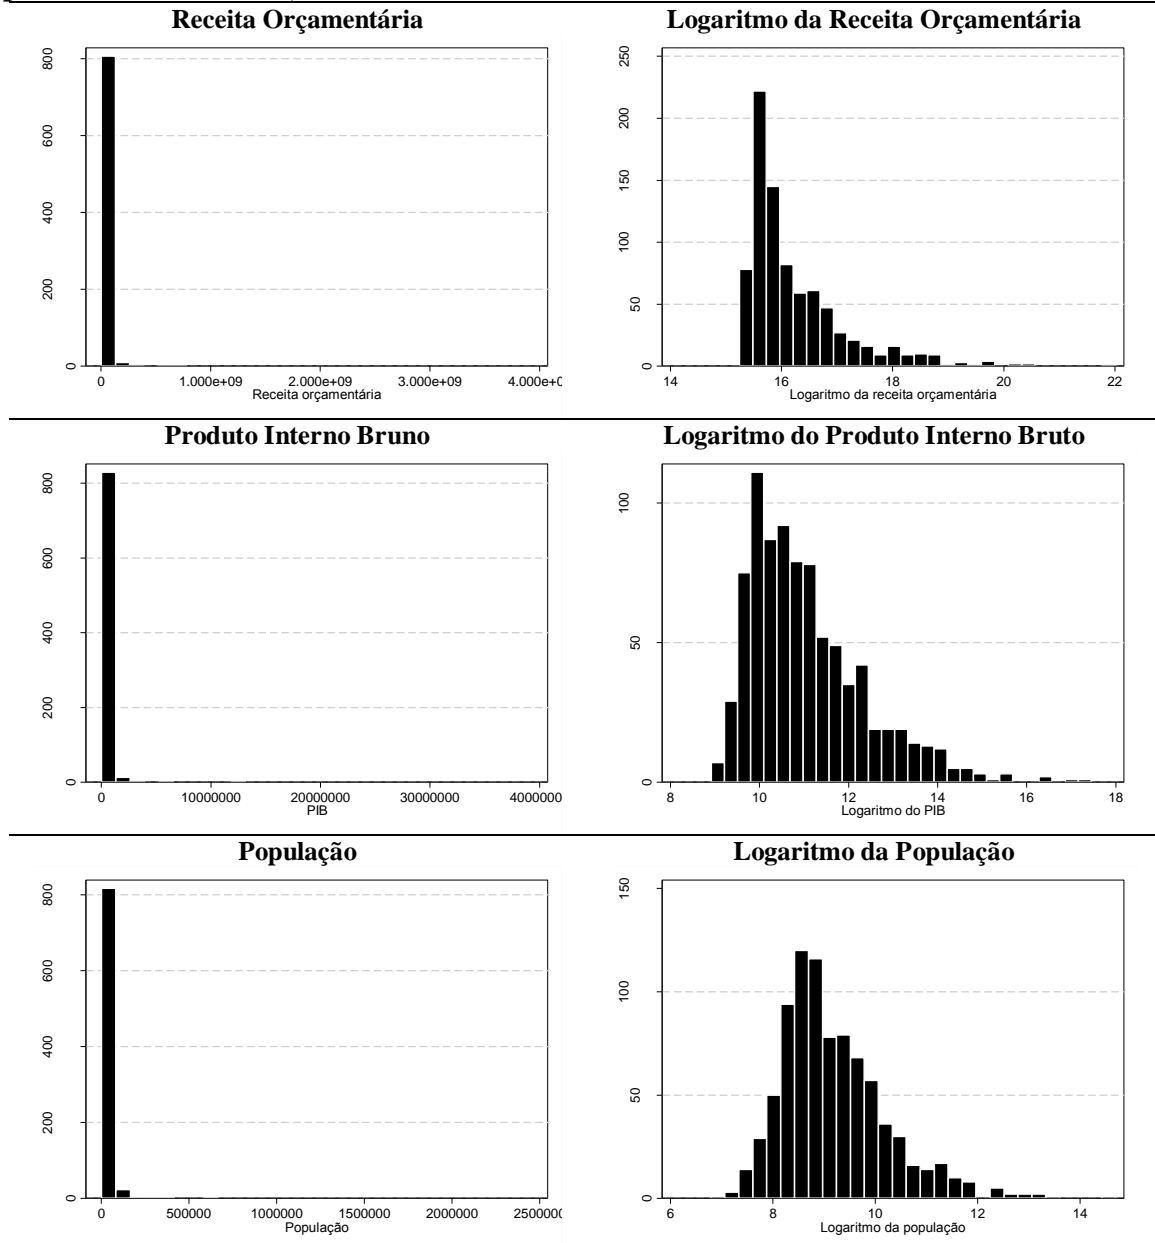 Receita Orçamentária
Logaritmo da Receita Orçamentária
800
600
400
200
0
0 1.000e+09 2.000e+09 3.000e+09 4.000e+0
Receita orçamentária
250
200
150
100
50
0
14 16 18 20 22
Logaritmo da receita orçamentária
Produto Interno Bruno
Logaritmo do Produto Interno Bruto
800
600
400
200
0
0 10000000 20000000 30000000 4000000
PIB
100
50
0
8 10 12 14 16 18
Logaritmo do PIB
População
Logaritmo da População
800
600
400
200
0
0 500000 1000000 1500000 2000000 2500000
População
150
100
50
0
6 8 10 12 14
Logaritmo da população